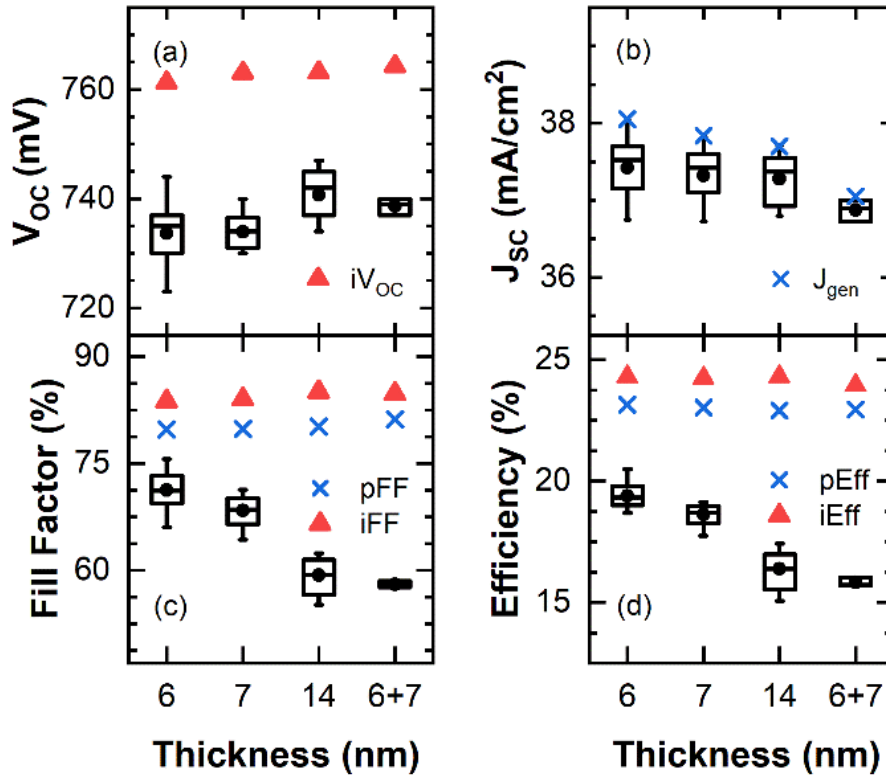 (a)
V_OC (mV)
760
740
720
iV_OC
(b)
J_SC (mA/cm²)
38
36
J_gen
(c)
Fill Factor (%)
90
75
60
pFF
iFF
6 7 14 6+7
Thickness (nm)
(d)
Efficiency (%)
25
20
15
pEff
iEff
6 7 14 6+7
Thickness (nm)